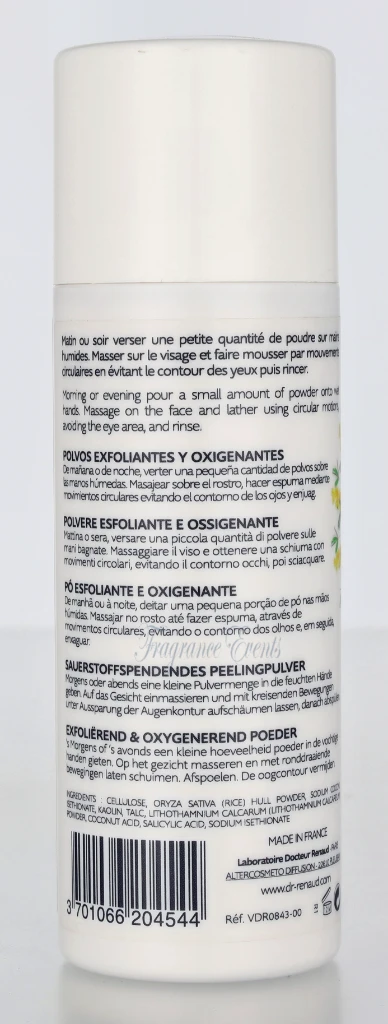 Matin ou soir verser une petite quantité de poudre sur mains
humides. Masser sur le visage et faire mousser par mouvements
circulaires en évitant le contour des yeux puis rincer.
Morning or evening pour a small amount of powder onto wet
hands. Massage on the face and lather using circular motion,
avoiding the eye area, and rinse.
POLVOS EXFOLIANTES Y OXIGENANTES
De mañana o de noche, verter una pequeña cantidad de polvos sobre
las manos húmedas. Masajear sobre el rostro, hacer espuma mediante
movimientos circulares evitando el contorno de los ojos y enjuag.
POLVERE ESFOLIANTE E OSSIGENANTE
Mattina o sera, versare una piccola quantità di polvere sulle
mani bagnate. Massaggiare il viso e ottenere una schiuma con
movimenti circolari, evitando il contorno occhi, poi sciacquare.
PÓ ESFOLIANTE E OXIGENANTE
De manhã ou à noite, deitar uma pequena porção de pó nas mãos
húmidas. Massajar no rosto até fazer espuma, através de
movimentos circulares, evitando o contorno dos olhos e, em seguida,
enxaguar.
Fragrance Events
SAUERSTOFFSPENDENDES PEELINGPULVER
Morgens oder abends eine kleine Pulvermenge in die feuchten Hände
geben. Auf das Gesicht einmassieren und mit kreisenden Bewegungen
unter Aussparung der Augenkontur aufschäumen lassen, danach
EXFOLIËREND & OXYGENEREND POEDER
's Morgens of 's avonds een kleine hoeveelheid poeder in de vochtige
handen gieten. Op het gezicht masseren en met ronddraaiende
bewegingen laten schuimen. Afspoelen. De oogcontour vermijden.
INGREDIENTS : CELLULOSE, ORYZA SATIVA (RICE) HULL POWDER, SODIUM COCOYL
ISETHIONATE, KAOLIN, TALC, LITHOTHAMNIUM CALCARUM (LITHOTHAMNIUM CALCARUM)
POWDER, COCONUT ACID, SALICYLIC ACID, SODIUM ISETHIONATE
MADE IN FRANCE
Laboratoire Docteur Renaud PARIS
ALTERCOSMETO DIFFUSION
www.dr-renaud.com
Réf. VDR0843-00
3 701066 204544